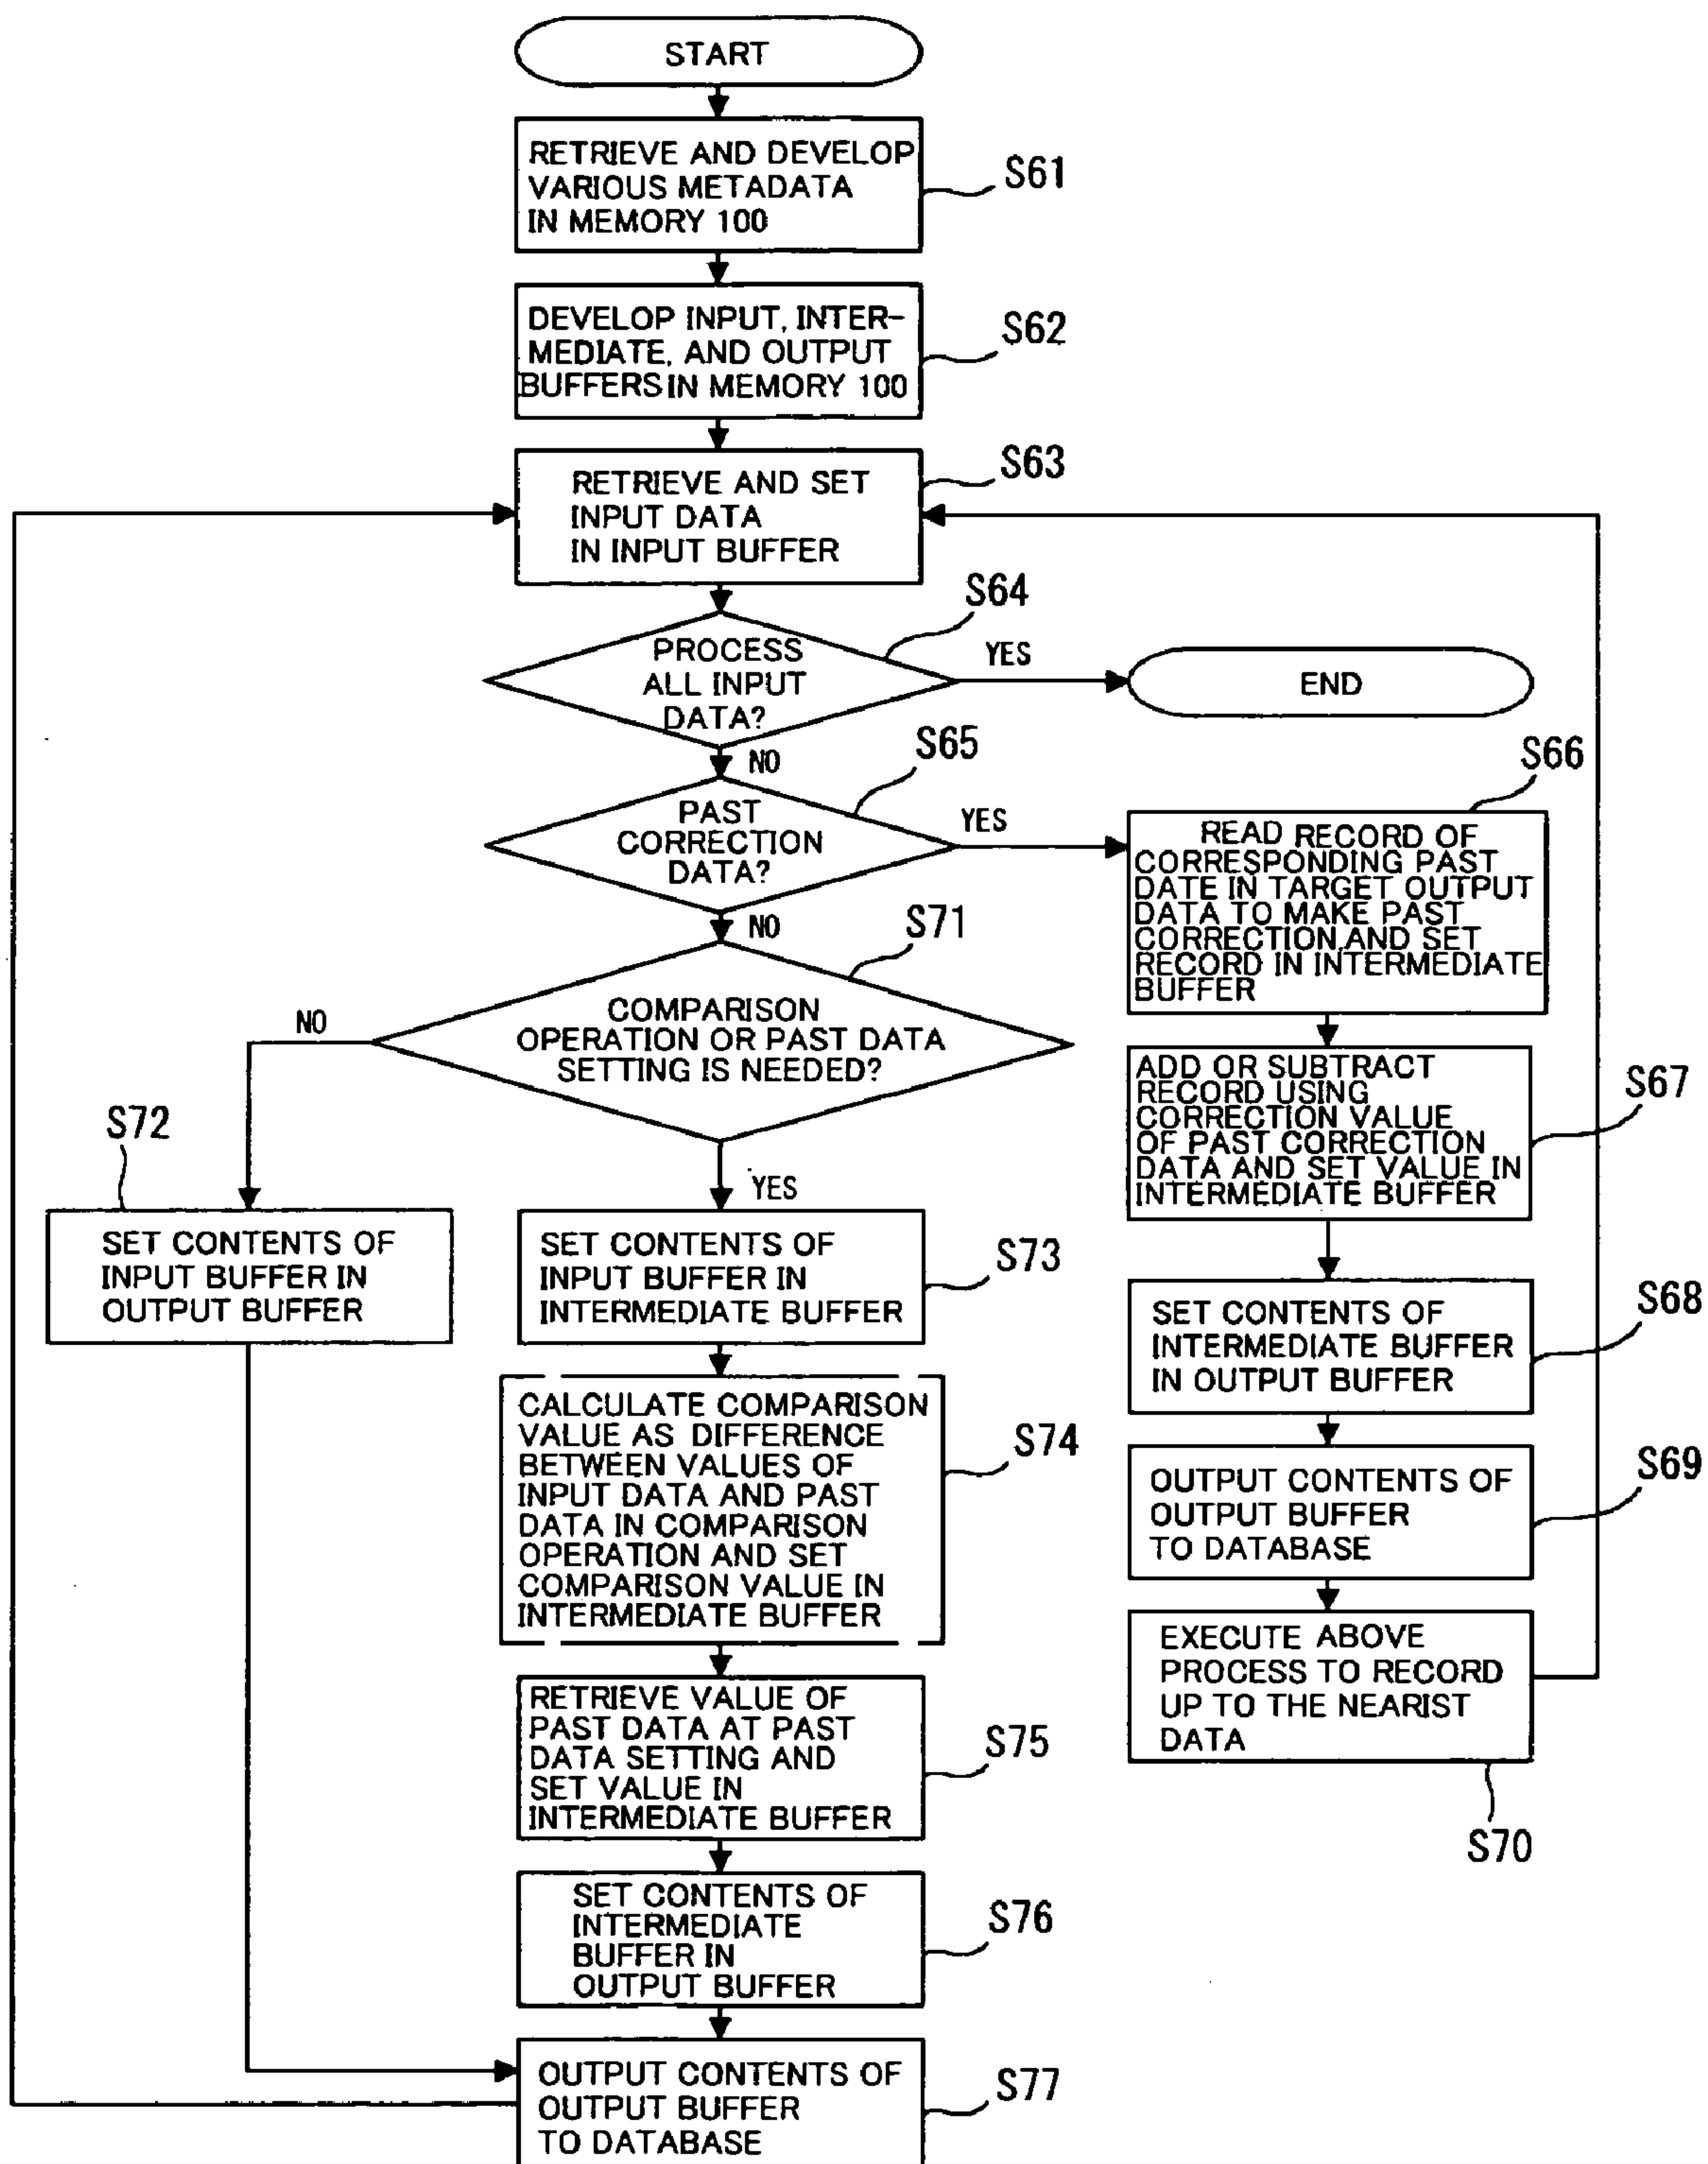 START
RETRIEVE AND DEVELOP
VARIOUS METADATA
IN MEMORY 100
S61
DEVELOP INPUT, INTER-
MEDIATE, AND OUTPUT
BUFFERS IN MEMORY 100
S62
RETRIEVE AND SET
INPUT DATA
IN INPUT BUFFER
S63
PROCESS
ALL INPUT
DATA?
S64
YES
END
NO
PAST
CORRECTION
DATA?
S65
YES
READ RECORD OF
CORRESPONDING PAST
DATE IN TARGET OUTPUT
DATA TO MAKE PAST
CORRECTION,AND SET
RECORD IN INTERMEDIATE
BUFFER
S66
NO
COMPARISON
OPERATION OR PAST DATA
SETTING IS NEEDED?
S71
NO
YES
ADD OR SUBTRACT
RECORD USING
CORRECTION VALUE
OF PAST CORRECTION
DATA AND SET VALUE IN
INTERMEDIATE BUFFER
S67
S72
SET CONTENTS OF
INPUT BUFFER IN
OUTPUT BUFFER
SET CONTENTS OF
INPUT BUFFER IN
INTERMEDIATE BUFFER
S73
SET CONTENTS OF
INTERMEDIATE BUFFER
IN OUTPUT BUFFER
S68
CALCULATE COMPARISON
VALUE AS DIFFERENCE
BETWEEN VALUES OF
INPUT DATA AND PAST
DATA IN COMPARISON
OPERATION AND SET
COMPARISON VALUE IN
INTERMEDIATE BUFFER
S74
OUTPUT CONTENTS OF
OUTPUT BUFFER
TO DATABASE
S69
EXECUTE ABOVE
PROCESS TO RECORD
UP TO THE NEARIST
DATA
S70
RETRIEVE VALUE OF
PAST DATA AT PAST
DATA SETTING AND
SET VALUE IN
INTERMEDIATE BUFFER
S75
SET CONTENTS OF
INTERMEDIATE
BUFFER IN
OUTPUT BUFFER
S76
OUTPUT CONTENTS OF
OUTPUT BUFFER
TO DATABASE
S77